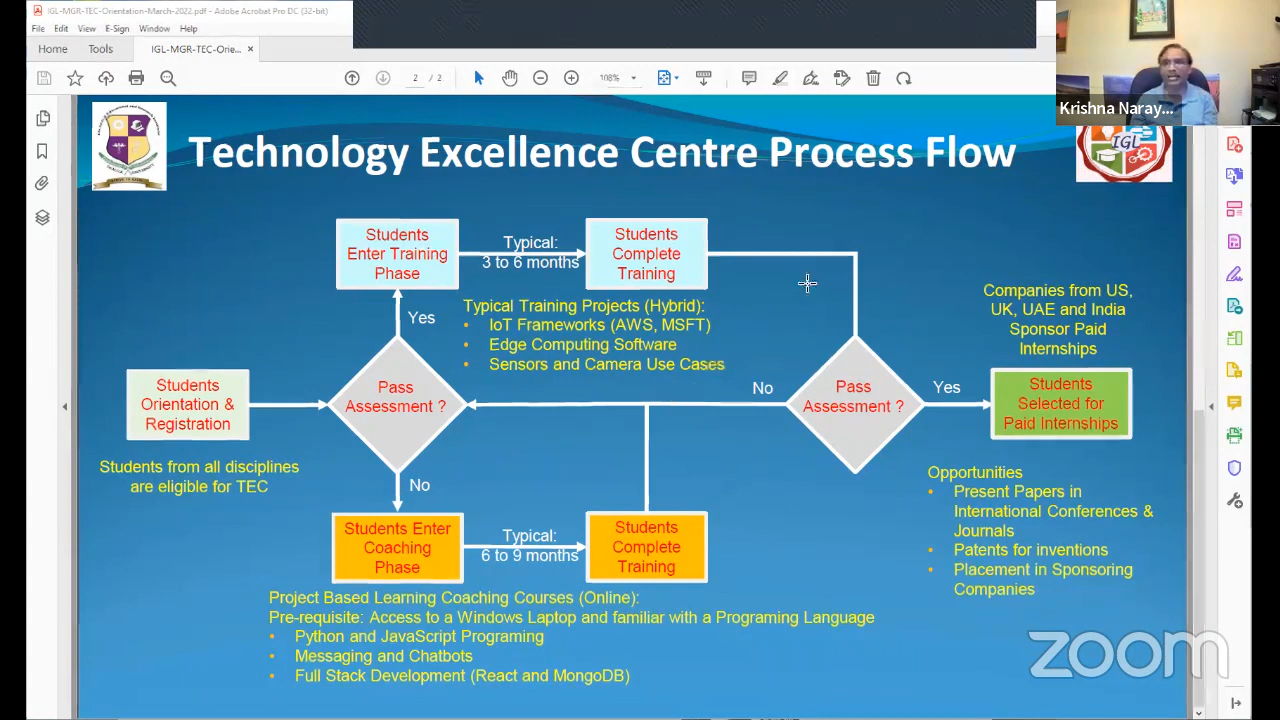 IGL-MGR-TEC-Orientation-March-2022.pdf - Adobe Acrobat Pro DC (32-bit)
File Edit View E-Sign Window Help
Home Tools IGL-MGR-TEC-Orie... ×
2 / 2
108%
Krishna Naray...
Technology Excellence Centre Process Flow
IGL
Students
Enter Training
Phase
Typical:
3 to 6 months
Students
Complete
Training
Yes
Typical Training Projects (Hybrid):
• IoT Frameworks (AWS, MSFT)
• Edge Computing Software
• Sensors and Camera Use Cases
Companies from US,
UK, UAE and India
Sponsor Paid
Internships
Students
Orientation &
Registration
Pass
Assessment ?
No
Pass
Assessment ?
Yes
Students
Selected for
Paid Internships
Students from all disciplines
are eligible for TEC
No
Students Enter
Coaching
Phase
Typical:
6 to 9 months
Students
Complete
Training
Opportunities
• Present Papers in
International Conferences &
Journals
• Patents for inventions
• Placement in Sponsoring
Companies
Project Based Learning Coaching Courses (Online):
Pre-requisite: Access to a Windows Laptop and familiar with a Programing Language
• Python and JavaScript Programing
• Messaging and Chatbots
• Full Stack Development (React and MongoDB)
zoom